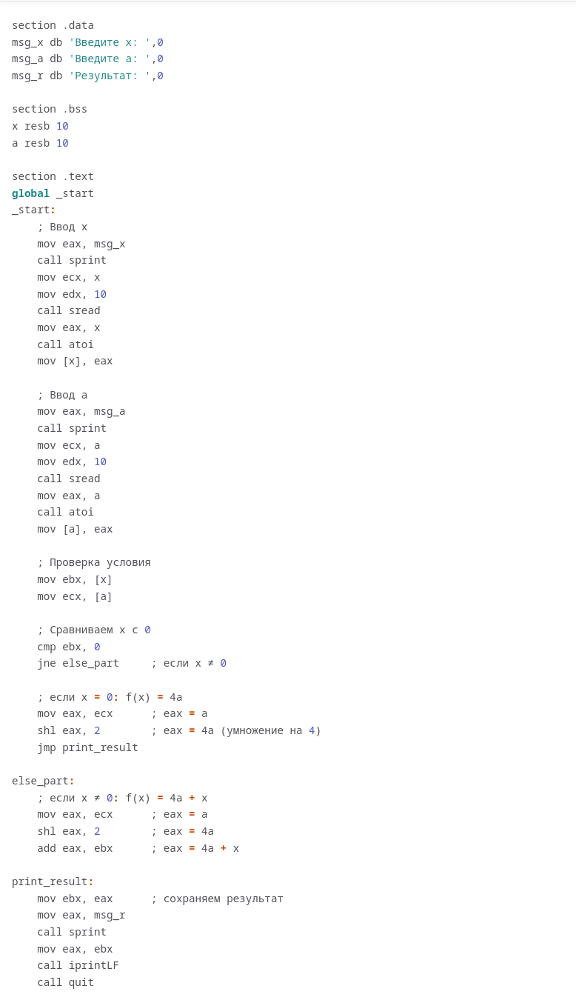 section .data
msg_x db 'Введите x: ',0
msg_a db 'Введите a: ',0
msg_r db 'Результат: ',0

section .bss
x resb 10
a resb 10

section .text
global _start
_start:
    ; Ввод x
    mov eax, msg_x
    call sprint
    mov ecx, x
    mov edx, 10
    call sread
    mov eax, x
    call atoi
    mov [x], eax

    ; Ввод a
    mov eax, msg_a
    call sprint
    mov ecx, a
    mov edx, 10
    call sread
    mov eax, a
    call atoi
    mov [a], eax

    ; Проверка условия
    mov ebx, [x]
    mov ecx, [a]

    ; Сравниваем x с 0
    cmp ebx, 0
    jne else_part     ; если x ≠ 0

    ; если x = 0: f(x) = 4a
    mov eax, ecx      ; eax = a
    shl eax, 2        ; eax = 4a (умножение на 4)
    jmp print_result

else_part:
    ; если x ≠ 0: f(x) = 4a + x
    mov eax, ecx      ; eax = a
    shl eax, 2        ; eax = 4a
    add eax, ebx      ; eax = 4a + x

print_result:
    mov ebx, eax      ; сохраняем результат
    mov eax, msg_r
    call sprint
    mov eax, ebx
    call iprintLF
    call quit